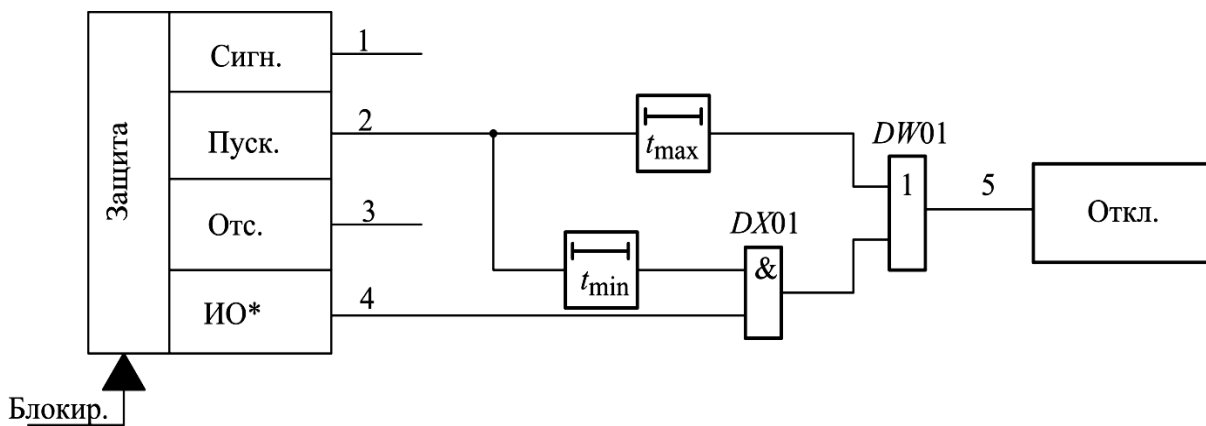 Защита
Сигн.
1
Пуск.
2
Отс.
3
ИО*
4
Блокир.
tmax
tmin
DX01
&
DW01
1
5
Откл.